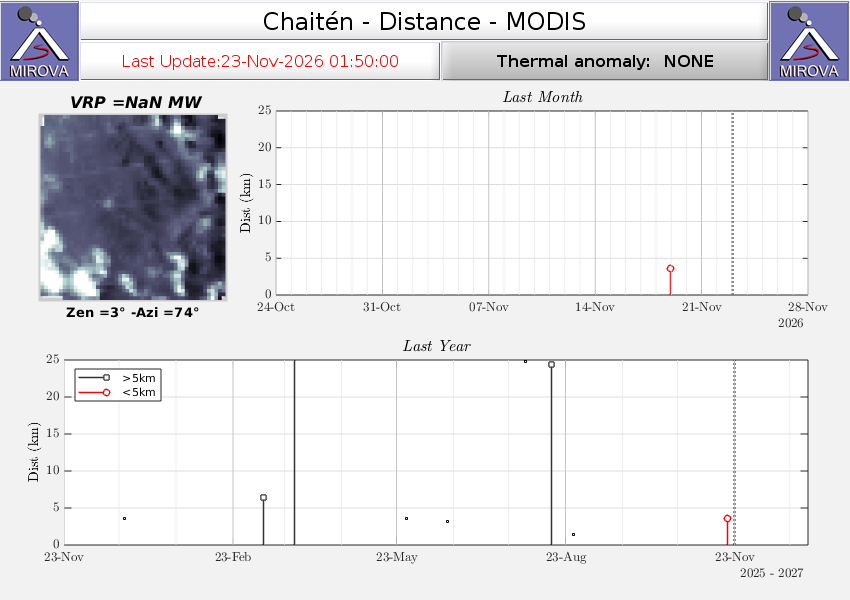 Chaitén - Distance - MODIS
MIROVA
Last Update:23-Nov-2026 01:50:00
Thermal anomaly: NONE
MIROVA
VRP =NaN MW
Zen =3° -Azi =74°
Last Month
Dist (km)
25
20
15
10
5
0
24-Oct
31-Oct
07-Nov
14-Nov
21-Nov
28-Nov
2026
Last Year
Dist (km)
25
20
15
10
5
0
>5km
<5km
23-Nov
23-Feb
23-May
23-Aug
23-Nov
2025 - 2027